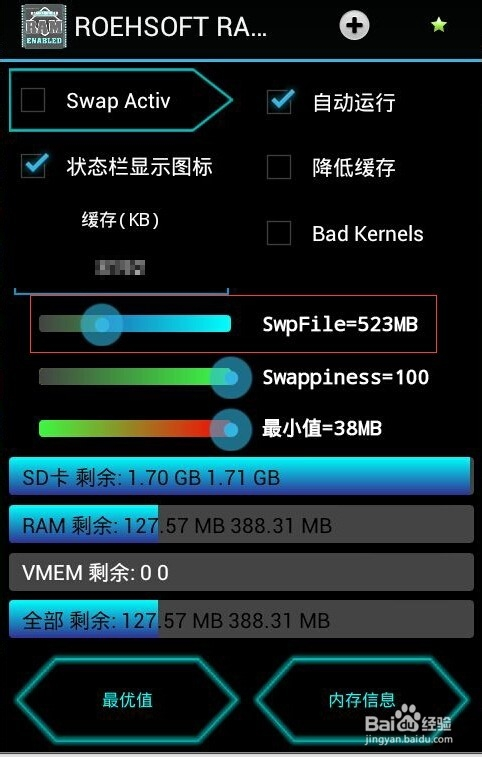 RAM
ENABLED
ROEHSOFT RA...
Swap Activ
自动运行
状态栏显示图标
降低缓存
缓存(KB)
Bad Kernels
SwpFile=523MB
Swappiness=100
最小值=38MB
SD卡 剩余: 1.70 GB 1.71 GB
RAM 剩余: 127.57 MB 388.31 MB
VMEM 剩余: 0 0
全部 剩余: 127.57 MB 388.31 MB
最优值
内存信息
Baidu经验
jingyan.baidu.com